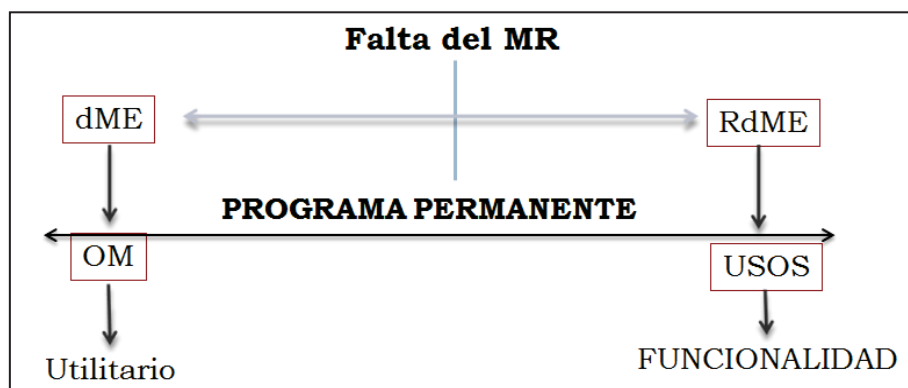 Falta del MR
dME
RdME
PROGRAMA PERMANENTE
OM
USOS
Utilitario
FUNCIONALIDAD